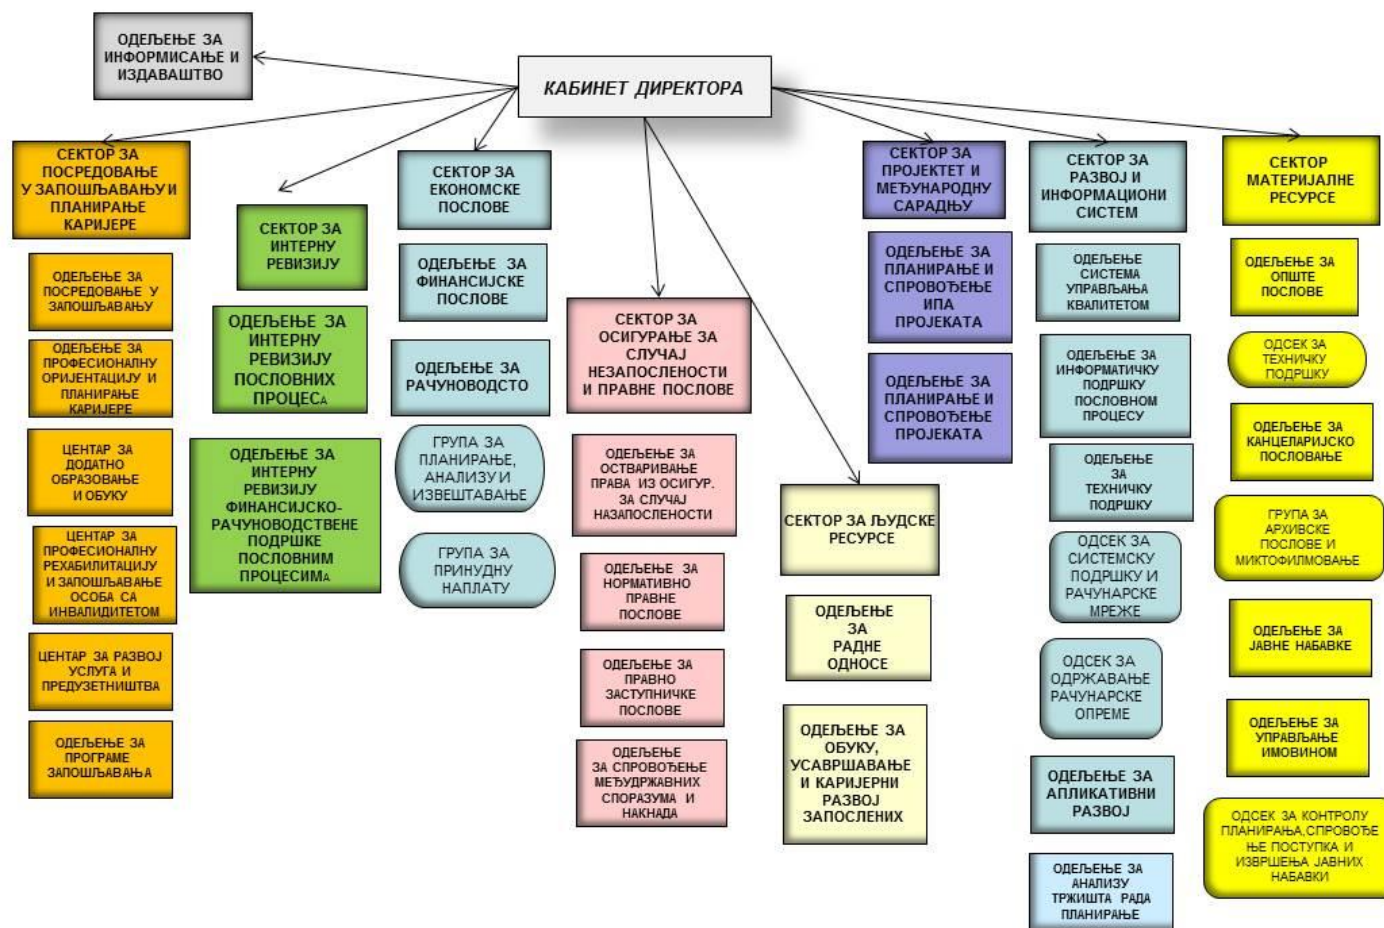 ОДЕЉЕЊЕ ЗА
ИНФОРМИСАЊЕ И
ИЗДАВАШТВО
КАБИНЕТ ДИРЕКТОРА
СЕКТОР ЗА
ПОСРЕДОВАЊЕ
У ЗАПОШЉАВАЊУ И
ПЛАНИРАЊЕ
КАРИЈЕРЕ
ОДЕЉЕЊЕ ЗА
ПОСРЕДОВАЊЕ У
ЗАПОШЉАВАЊУ
ОДЕЉЕЊЕ ЗА
ПРОФЕСИОНАЛНУ
ОРИЈЕНТАЦИЈУ И
ПЛАНИРАЊЕ
КАРИЈЕРЕ
ЦЕНТАР ЗА
ДОДАТНО
ОБРАЗОВАЊЕ
И ОБУКУ
ЦЕНТАР ЗА
ПРОФЕСИОНАЛНУ
РЕХАБИЛИТАЦИЈУ
И ЗАПОШЉАВАЊЕ
ОСОБА СА
ИНВАЛИДИТЕТОМ
ЦЕНТАР ЗА РАЗВОЈ
УСЛУГА И
ПРЕДУЗЕТНИШТВА
ОДЕЉЕЊЕ ЗА
ПРОГРАМЕ
ЗАПОШЉАВАЊА
СЕКТОР ЗА
ИНТЕРНУ
РЕВИЗИЈУ
ОДЕЉЕЊЕ ЗА
ИНТЕРНУ
РЕВИЗИЈУ
ПОСЛОВНИХ
ПРОЦЕСА
ОДЕЉЕЊЕ ЗА
ИНТЕРНУ
РЕВИЗИЈУ
ФИНАНСИЈСКО-
РАЧУНОВОДСТВЕНЕ
ПОДРШКЕ
ПОСЛОВНИМ
ПРОЦЕСИМА
СЕКТОР ЗА
ЕКОНОМСКЕ
ПОСЛОВЕ
ОДЕЉЕЊЕ ЗА
ФИНАНСИЈСКЕ
ПОСЛОВЕ
ОДЕЉЕЊЕ ЗА
РАЧУНОВОДСТО
ГРУПА ЗА
ПЛАНИРАЊЕ,
АНАЛИЗУ И
ИЗВЕШТАВАЊЕ
ГРУПА ЗА
ПРИНУДНУ
НАПЛАТУ
СЕКТОР ЗА
ОСИГУРАЊЕ ЗА
СЛУЧАЈ
НЕЗАПОСЛЕНОСТИ
И ПРАВНЕ ПОСЛОВЕ
ОДЕЉЕЊЕ ЗА
ОСТВАРИВАЊЕ
ПРАВА ИЗ ОСИГУР.
ЗА СЛУЧАЈ
НАЗАПОСЛЕНОСТИ
ОДЕЉЕЊЕ ЗА
НОРМАТИВНО
ПРАВНЕ
ПОСЛОВЕ
ОДЕЉЕЊЕ ЗА
ПРАВНО
ЗАСТУПНИЧКЕ
ПОСЛОВЕ
ОДЕЉЕЊЕ
ЗА СПРОВОЂЕЊЕ
МЕЂУДРЖАВНИХ
СПОРАЗУМА И
НАКНАДА
СЕКТОР ЗА ЉУДСКЕ
РЕСУРСЕ
ОДЕЉЕЊЕ
ЗА
РАДНЕ
ОДНОСЕ
ОДЕЉЕЊЕ ЗА
ОБУКУ,
УСАВРШАВАЊЕ
И КАРИЈЕРНИ
РАЗВОЈ
ЗАПОСЛЕНИХ
СЕКТОР ЗА
ПРОЈЕКТЕТ И
МЕЂУНАРОДНУ
САРАДЊУ
ОДЕЉЕЊЕ ЗА
ПЛАНИРАЊЕ И
СПРОВОЂЕЊЕ
ИПА
ПРОЈЕКАТА
ОДЕЉЕЊЕ ЗА
ПЛАНИРАЊЕ И
СПРОВОЂЕЊЕ
ПРОЈЕКАТА
СЕКТОР ЗА
РАЗВОЈ И
ИНФОРМАЦИОНИ
СИСТЕМ
ОДЕЉЕЊЕ
СИСТЕМА
УПРАВЉАЊА
КВАЛИТЕТОМ
ОДЕЉЕЊЕ ЗА
ИНФОРМАТИЧКУ
ПОДРШКУ
ПОСЛОВНОМ
ПРОЦЕСУ
ОДЕЉЕЊЕ
ЗА
ТЕХНИЧКУ
ПОДРШКУ
ОДСЕК ЗА
СИСТЕМСКУ
ПОДРШКУ И
РАЧУНАРСКЕ
МРЕЖЕ
ОДСЕК ЗА
ОДРЖАВАЊЕ
РАЧУНАРСКЕ
ОПРЕМЕ
ОДЕЉЕЊЕ ЗА
АПЛИКАТИВНИ
РАЗВОЈ
ОДЕЉЕЊЕ ЗА
АНАЛИЗУ
ТРЖИШТА РАДА
ПЛАНИРАЊЕ
СЕКТОР
МАТЕРИЈАЛНЕ
РЕСУРСЕ
ОДЕЉЕЊЕ ЗА
ОПШТЕ
ПОСЛОВЕ
ОДСЕК ЗА
ТЕХНИЧКУ
ПОДРШКУ
ОДЕЉЕЊЕ ЗА
КАНЦЕЛАРИЈСКО
ПОСЛОВАЊЕ
ГРУПА ЗА
АРХИВСКЕ
ПОСЛОВЕ И
МИКТОФИЛМОВАЊЕ
ОДЕЉЕЊЕ ЗА
ЈАВНЕ НАБАВКЕ
ОДЕЉЕЊЕ ЗА
УПРАВЉАЊЕ
ИМОВИНОМ
ОДСЕК ЗА КОНТРОЛУ
ПЛАНИРАЊА,СПРОВОЂЕ
ЊЕ ПОСТУПКА И
ИЗВРШЕЊА ЈАВНИХ
НАБАВКИ